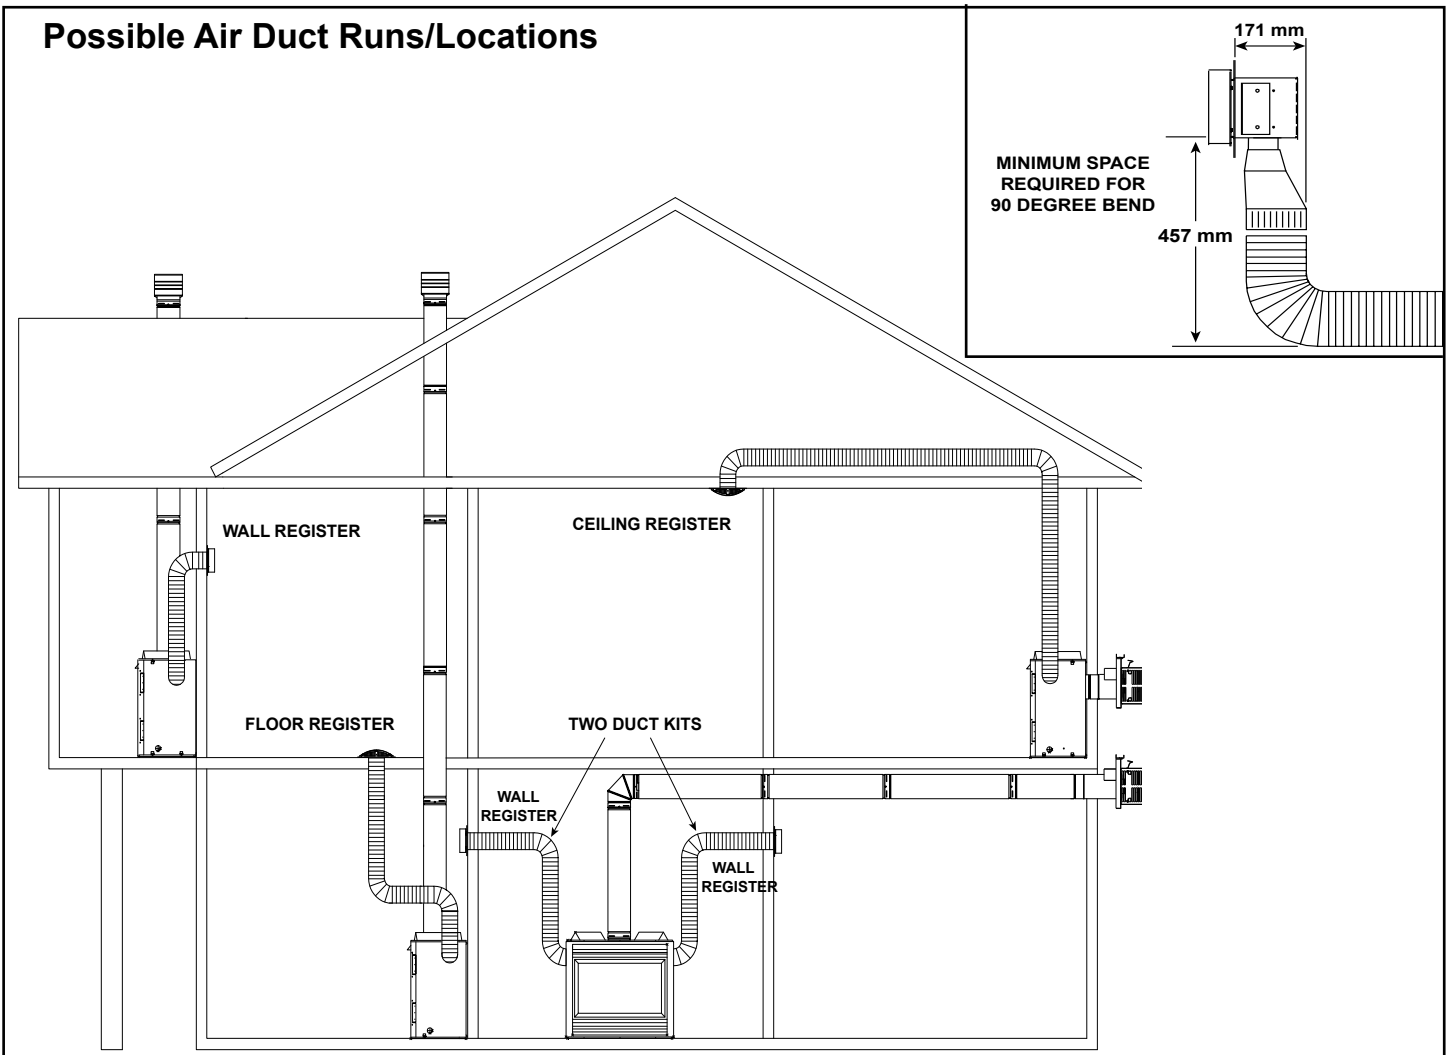 Possible Air Duct Runs/Locations
171 mm
MINIMUM SPACE
REQUIRED FOR
90 DEGREE BEND
457 mm
WALL REGISTER
CEILING REGISTER
FLOOR REGISTER
TWO DUCT KITS
WALL
REGISTER
WALL
REGISTER